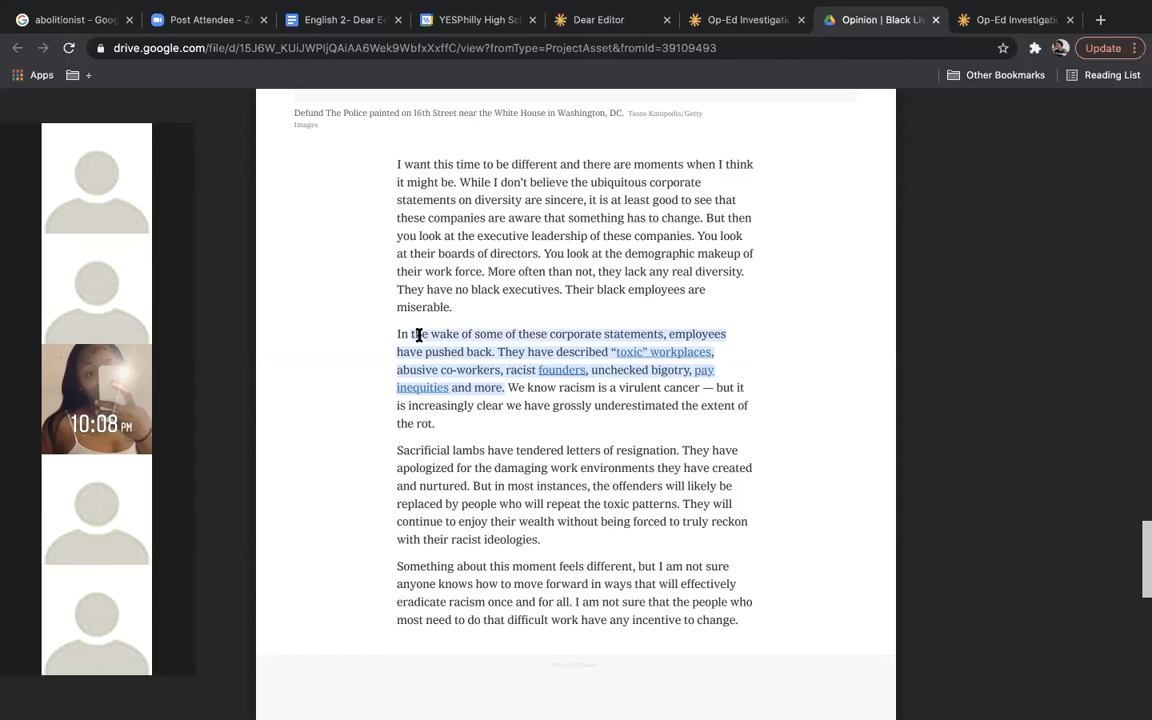 abolitionist - Goog
Post Attendee - Z
English 2- Dear Ed
YESPhilly High Sc
Dear Editor
Op-Ed Investigati
Opinion | Black Liv
Op-Ed Investigati
drive.google.com/file/d/15J6W_KUiJWPIjQAiAA6Wek9WbfxXxffC/view?fromType=ProjectAsset&fromId=39109493
Update
Apps
Other Bookmarks
Reading List
Defund The Police painted on 16th Street near the White House in Washington, DC. Tasos Katopodis/Getty
Images
I want this time to be different and there are moments when I think
it might be. While I don't believe the ubiquitous corporate
statements on diversity are sincere, it is at least good to see that
these companies are aware that something has to change. But then
you look at the executive leadership of these companies. You look
at their boards of directors. You look at the demographic makeup of
their work force. More often than not, they lack any real diversity.
They have no black executives. Their black employees are
miserable.
In the wake of some of these corporate statements, employees
have pushed back. They have described “toxic” workplaces,
abusive co-workers, racist founders, unchecked bigotry, pay
inequities and more. We know racism is a virulent cancer — but it
is increasingly clear we have grossly underestimated the extent of
the rot.
Sacrificial lambs have tendered letters of resignation. They have
apologized for the damaging work environments they have created
and nurtured. But in most instances, the offenders will likely be
replaced by people who will repeat the toxic patterns. They will
continue to enjoy their wealth without being forced to truly reckon
with their racist ideologies.
Something about this moment feels different, but I am not sure
anyone knows how to move forward in ways that will effectively
eradicate racism once and for all. I am not sure that the people who
most need to do that difficult work have any incentive to change.
ADVERTISEMENT
10:08 PM